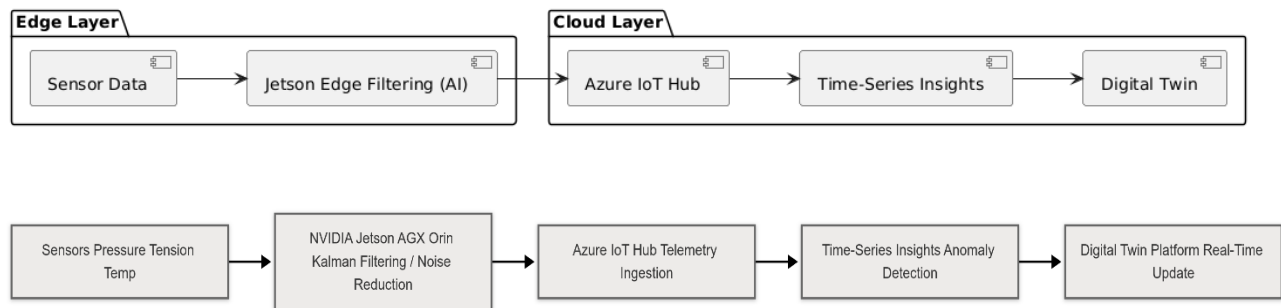 Edge Layer
Cloud Layer
Sensor Data
Jetson Edge Filtering (AI)
Azure IoT Hub
Time-Series Insights
Digital Twin
Sensors Pressure Tension
Temp
NVIDIA Jetson AGX Orin
Kalman Filtering / Noise
Reduction
Azure IoT Hub Telemetry
Ingestion
Time-Series Insights Anomaly
Detection
Digital Twin Platform Real-Time
Update